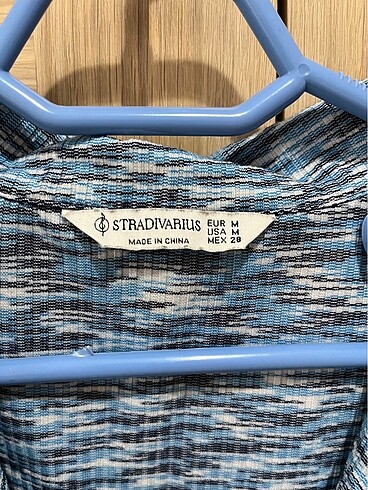 STRADIVARIUS
MADE IN CHINA
EUR M
USA M
MEX 28